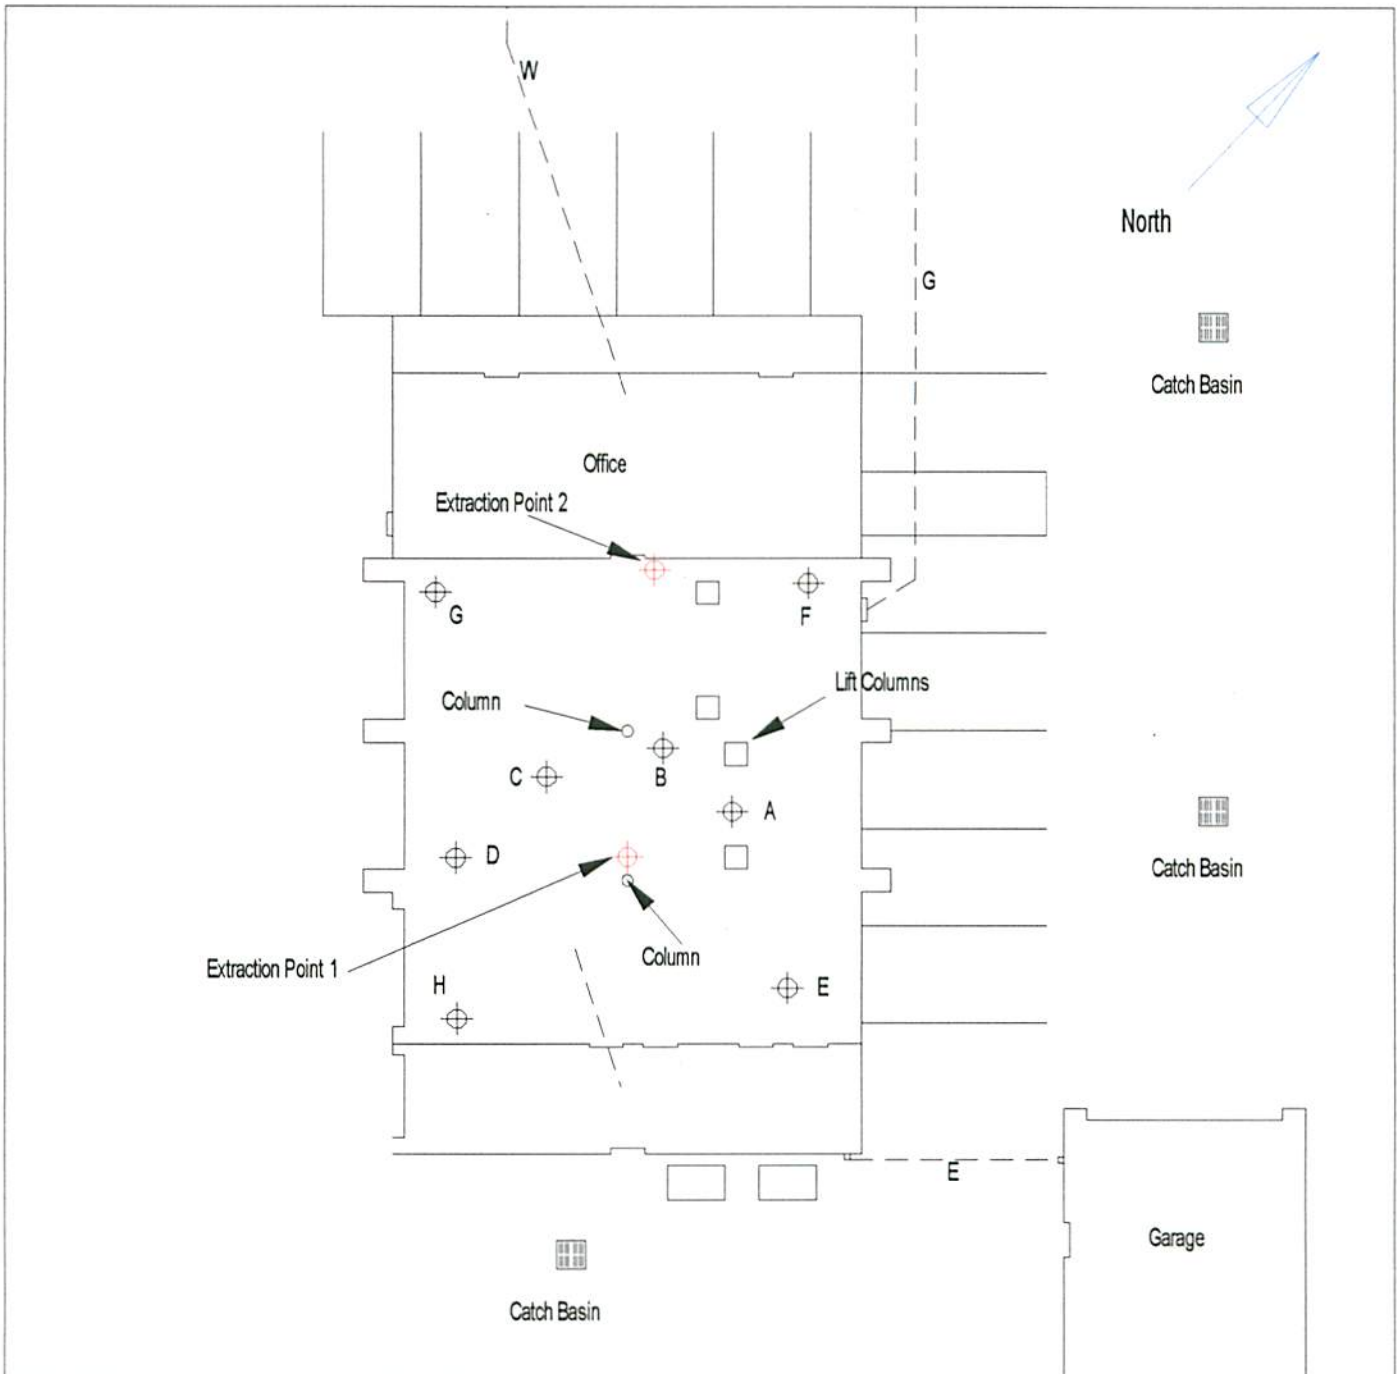 W
North
G
Catch Basin
Office
Extraction Point 2
G
F
Lift Columns
Column
C
B
A
D
Catch Basin
Extraction Point 1
Column
H
E
E
Garage
Catch Basin